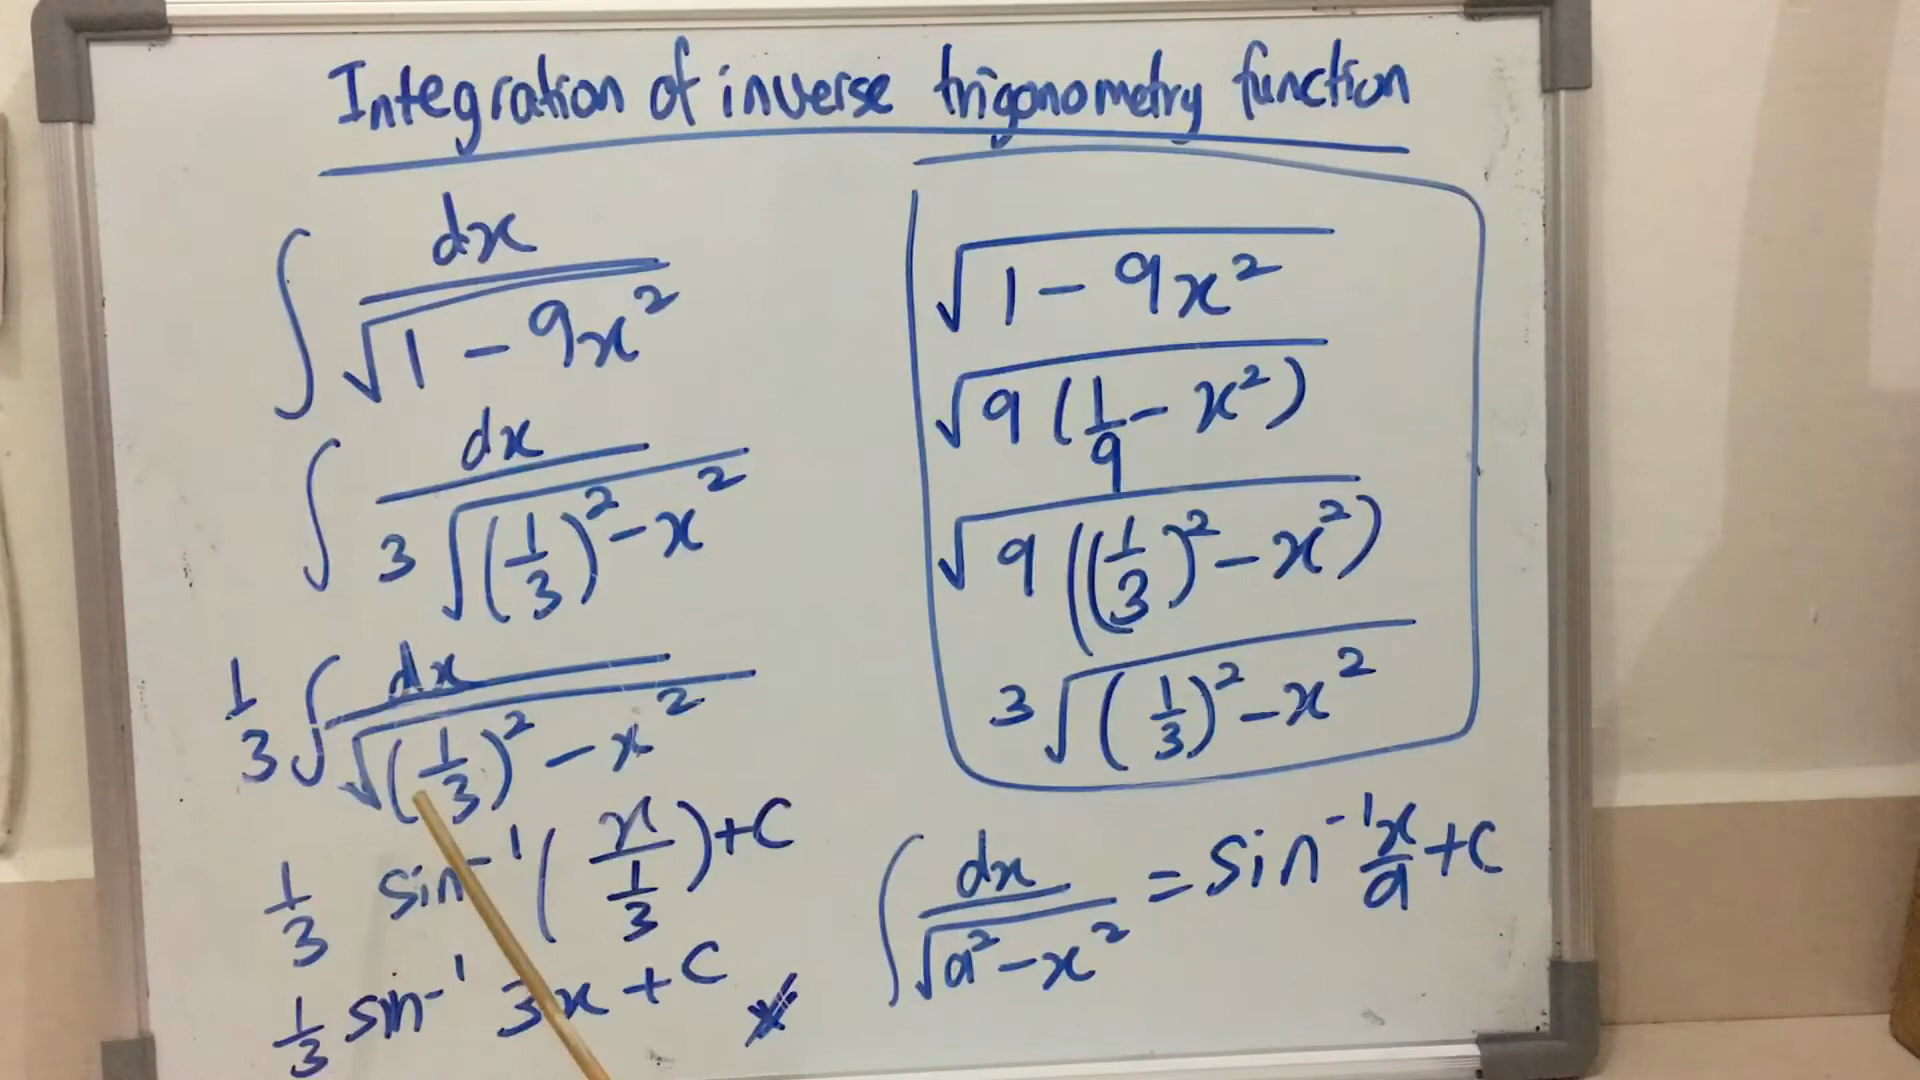 Integration of inverse trigonometry function
∫ dx / √(1 - 9x²)
∫ dx / 3√((1/3)² - x²)
1/3 ∫ dx / √((1/3)² - x²)
1/3 sin⁻¹ (x / (1/3)) + C
1/3 sin⁻¹ 3x + C
√(1 - 9x²)
√(9(1/9 - x²))
√(9((1/3)² - x²))
3√((1/3)² - x²)
∫ dx / √(a² - x²) = sin⁻¹ x/a + C